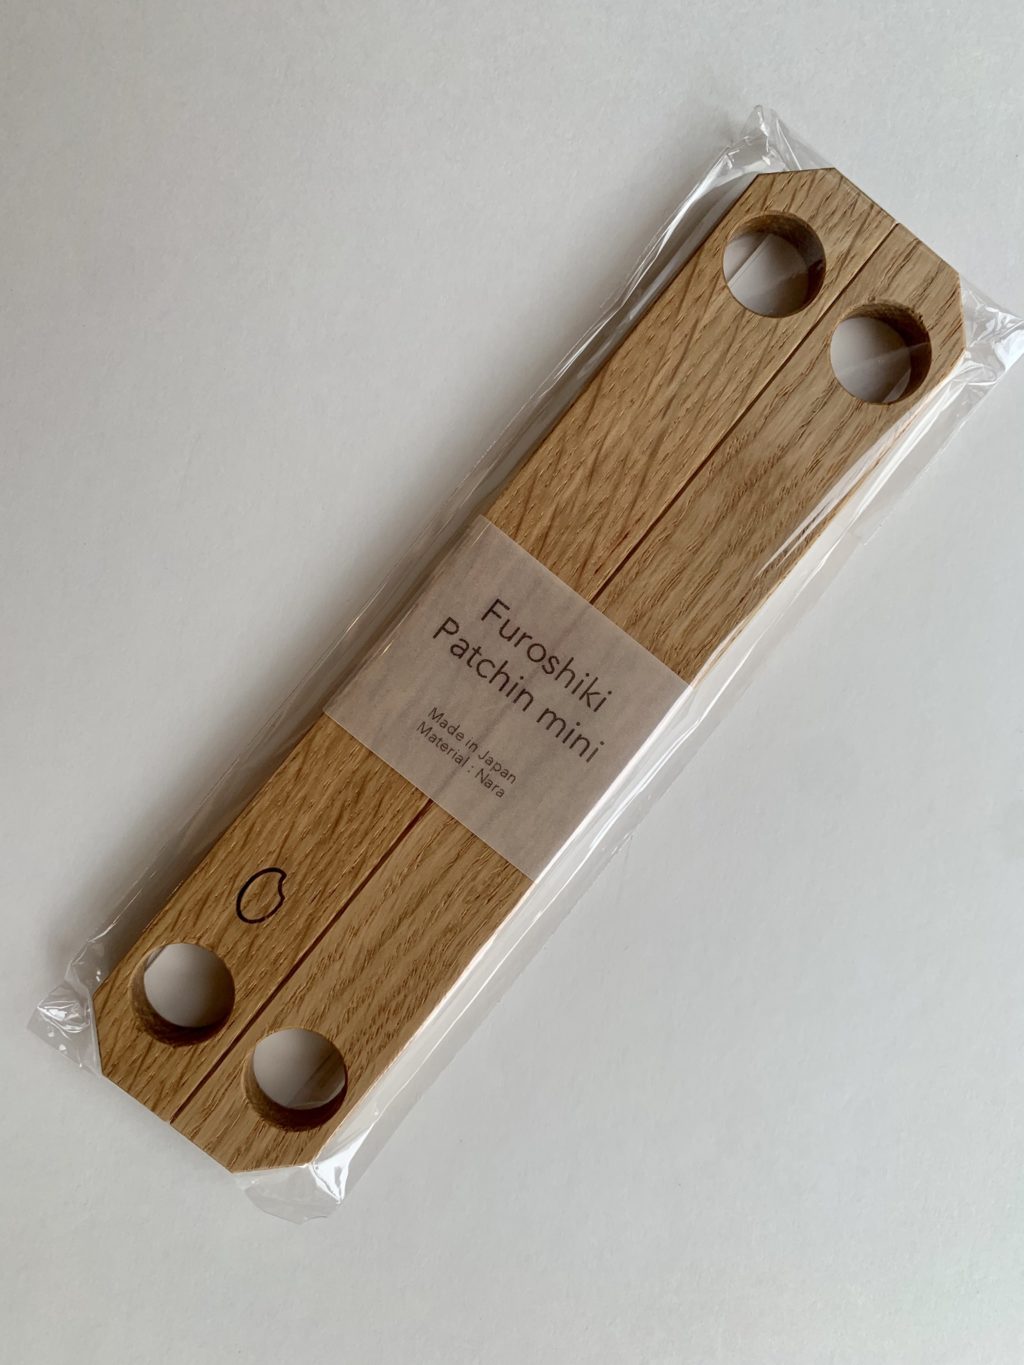 Furoshiki
Patchin mini
Made in Japan
Material : Nara